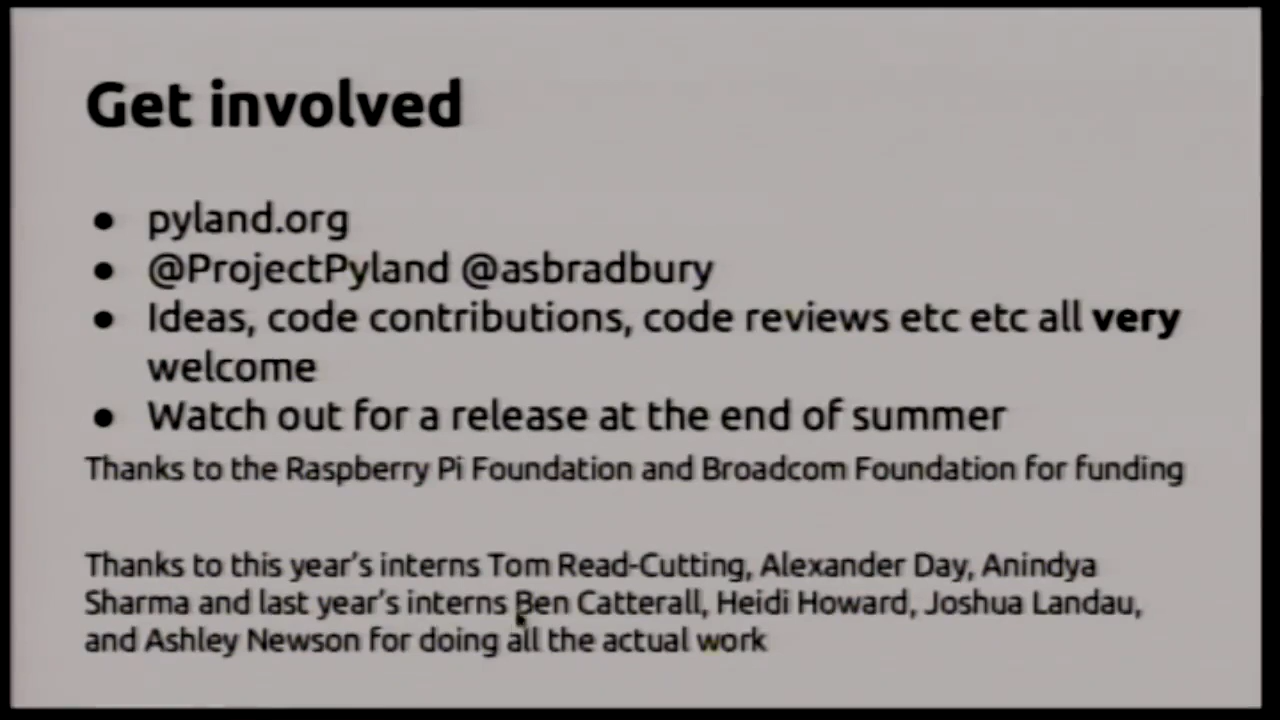 Get involved
● pyland.org
● @ProjectPyland @asbradbury
● Ideas, code contributions, code reviews etc etc all very
welcome
● Watch out for a release at the end of summer
Thanks to the Raspberry Pi Foundation and Broadcom Foundation for funding
Thanks to this year's interns Tom Read-Cutting, Alexander Day, Anindya
Sharma and last year's interns Ben Catterall, Heidi Howard, Joshua Landau,
and Ashley Newson for doing all the actual work